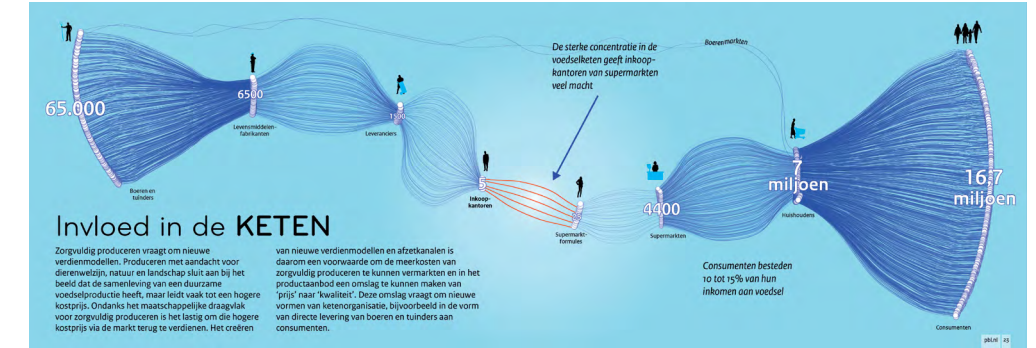 65.000
Boeren en
tuinders
6500
Levensmiddelen-
fabrikanten
1500
Leveranciers
5
Inkoop-
kantoren
De sterke concentratie in de
voedselketen geeft inkoop-
kantoren van supermarkten
veel macht
Supermarkt-
formules
4400
Supermarkten
Boerenmarkten
7
miljoen
Huishoudens
16,7
miljoen
Consumenten
Consumenten besteden
10 tot 15% van hun
inkomen aan voedsel
Invloed in de KETEN
Zorgvuldig produceren vraagt om nieuwe
verdienmodellen. Produceren met aandacht voor
dierenwelzijn, natuur en landschap sluit aan bij het
beeld dat de samenleving van een duurzame
voedselproductie heeft, maar leidt vaak tot een hogere
kostprijs. Ondanks het maatschappelijke draagvlak
voor zorgvuldig produceren is het lastig om die hogere
kostprijs via de markt terug te verdienen. Het creëren
van nieuwe verdienmodellen en afzetkanalen is
daarom een voorwaarde om de meerkosten van
zorgvuldig produceren te kunnen vermarkten en in het
productaanbod een omslag te kunnen maken van
'prijs' naar 'kwaliteit'. Deze omslag vraagt om nieuwe
vormen van ketenorganisatie, bijvoorbeeld in de vorm
van directe levering van boeren en tuinders aan
consumenten.
pbl.nl 23